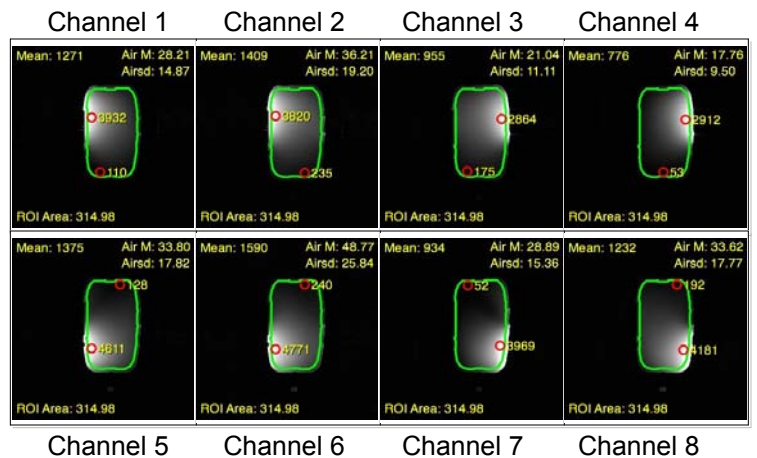 Channel 1 Channel 2 Channel 3 Channel 4
Mean: 1271 Air M: 28.21 Mean: 1409 Air M: 36.21 Mean: 955 Air M: 21.04 Mean: 776 Air M: 17.76
Airsd: 14.87 Airsd: 19.20 Airsd: 11.11 Airsd: 9.50
3932 3820 2864 2912
110 235 175 53
ROI Area: 314.98 ROI Area: 314.98 ROI Area: 314.98 ROI Area: 314.98
Mean: 1375 Air M: 33.80 Mean: 1590 Air M: 48.77 Mean: 934 Air M: 28.89 Mean: 1232 Air M: 33.62
Airsd: 17.82 Airsd: 25.84 Airsd: 15.36 Airsd: 17.77
128 240 52 192
4611 4771 3969 4181
ROI Area: 314.98 ROI Area: 314.98 ROI Area: 314.98 ROI Area: 314.98
Channel 5 Channel 6 Channel 7 Channel 8